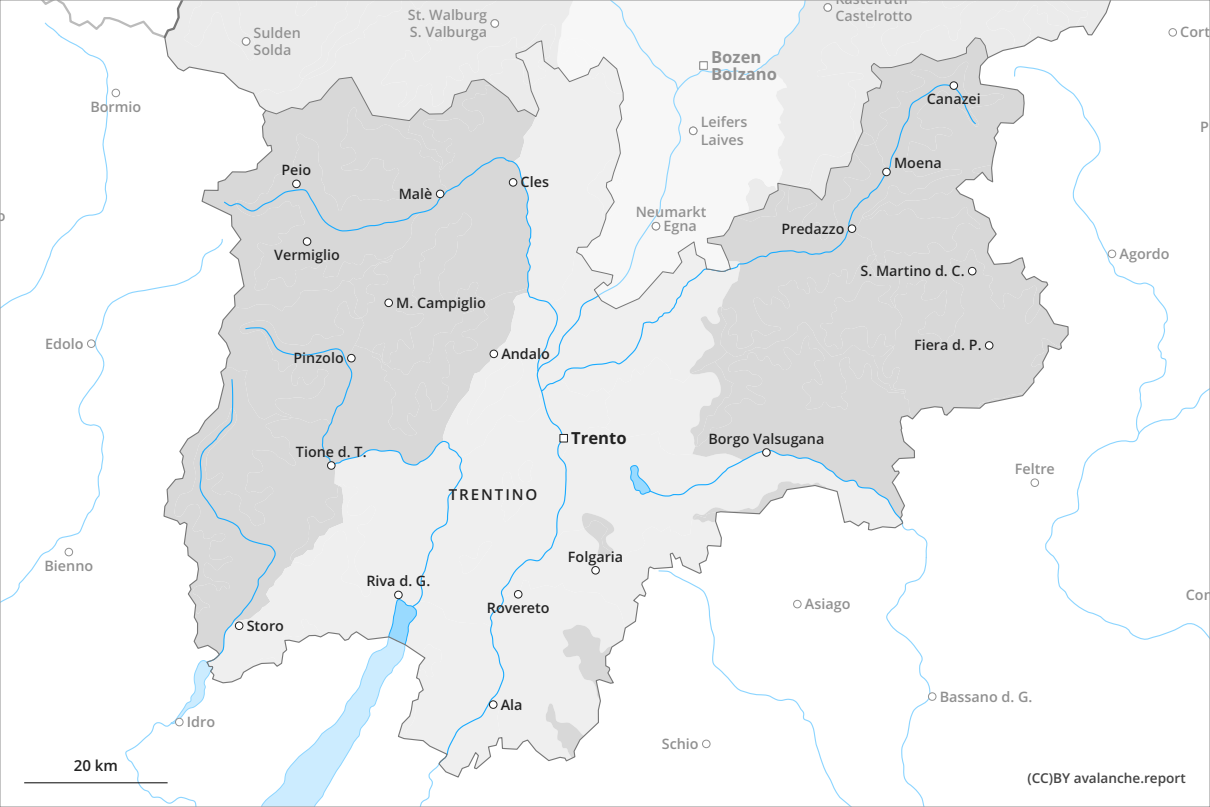 Kastelruth
Castelrotto
St. Walburg
S. Valburga
Sulden
Solda
Cort
Bozen
Bolzano
Bormio
Canazei
Leifers
Laives
P
Moena
Peio
Malè
Cles
Neumarkt
Egna
Predazzo
Vermiglio
Agordo
S. Martino d. C.
M. Campiglio
Edolo
Pinzolo
Andalo
Fiera d. P.
Trento
Borgo Valsugana
Tione d. T.
Feltre
TRENTINO
Folgaria
Bienno
Riva d. G.
Cor
Rovereto
Asiago
Storo
Bassano d. G.
Ala
Idro
Schio
20 km
(CC)BY avalanche.report